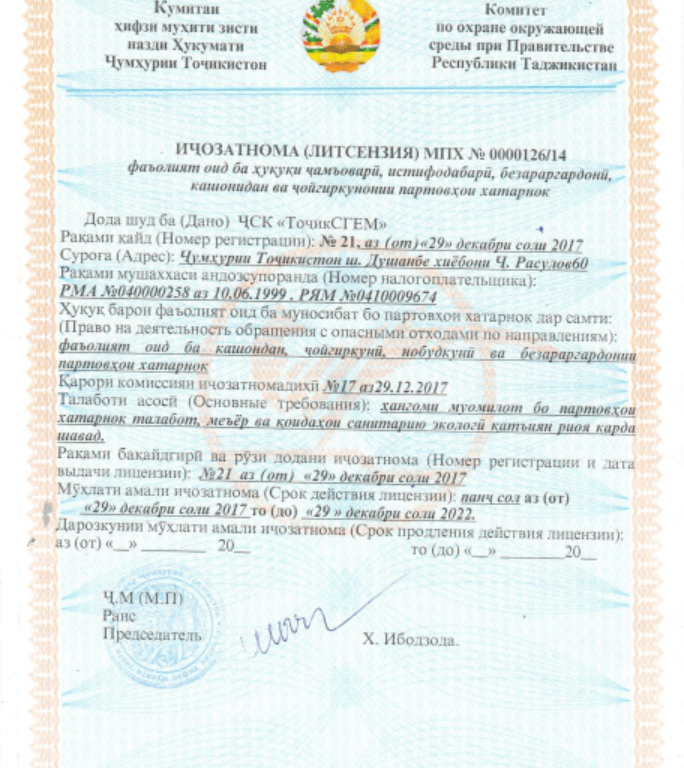 Кумитаи
ҳифзи муҳити зисти
назди Ҳукумати
Ҷумҳурии Тоҷикистон
Комитет
по охране окружающей
среды при Правительстве
Республики Таджикистан
ИҶОЗАТНОМА (ЛИТСЕНЗИЯ) МПХ № 0000126/14
фаъолият оид ба ҳуқуқи ҷамъоварӣ, истифодабарӣ, безараргардонӣ,
кашонидан ва ҷойгиркунонии партовҳои хатарнок
Дода шуд ба (Дано) ҶСК «ТоҷикСГЕМ»
Рақами қайд (Номер регистрации): № 21, аз (от)«29» декабри соли 2017
Суроға (Адрес): Ҷумҳурии Тоҷикистон ш. Душанбе хиёбони Ҷ. Расулов60
Рақами мушаххаси андозсупоранда (Номер налогоплательщика):
РМА №040000258 аз 10.06.1999 . РЯМ №0410009674
Ҳуқуқ барои фаъолият оид ба муносибат бо партовҳои хатарнок дар самти:
(Право на деятельность обращения с опасными отходами по направлениям):
фаъолият оид ба кашондан, ҷойгиркунӣ, нобудкунӣ ва безараргардонии
партовҳои хатарнок
Қарори комиссияи иҷозатномадиҳӣ №17 аз29.12.2017
Талаботи асосӣ (Основные требования): ҳангоми муомилот бо партовҳои
хатарнок талабот, меъёр ва қоидаҳои санитарию экологӣ қатъиян риоя карда
шавад.
Рақами бақайдгирӣ ва рӯзи додани иҷозатнома (Номер регистрации и дата
выдачи лицензии): №21 аз (от) «29» декабри соли 2017
Мӯҳлати амали иҷозатнома (Срок действия лицензии): панҷ сол аз (от)
«29» декабри соли 2017 то (до) «29 » декабри соли 2022.
Дарозкунии мӯҳлати амали иҷозатнома (Срок продления действия лицензии):
аз (от) «__» ________ 20__ то (до) «__» ________20__
Ҷ.М (М.П)
Раис
Председатель
Х. Ибодзода.